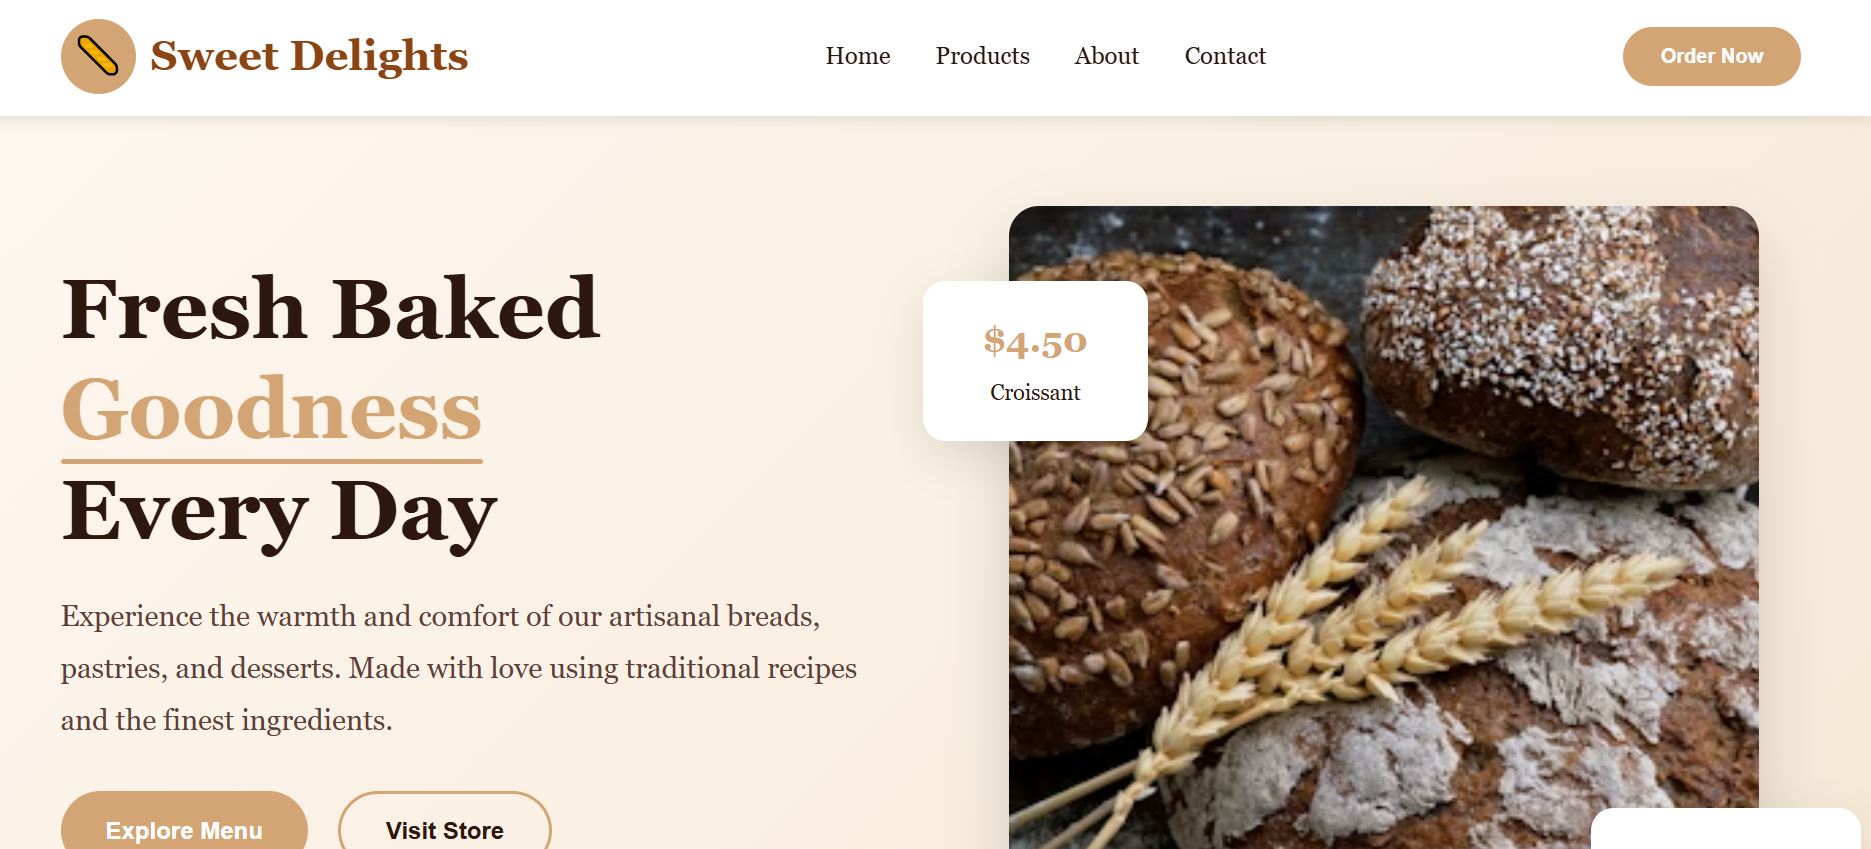 Sweet Delights
Home
Products
About
Contact
Order Now
Fresh Baked
Goodness
Every Day
Experience the warmth and comfort of our artisanal breads,
pastries, and desserts. Made with love using traditional recipes
and the finest ingredients.
Explore Menu
Visit Store
$4.50
Croissant